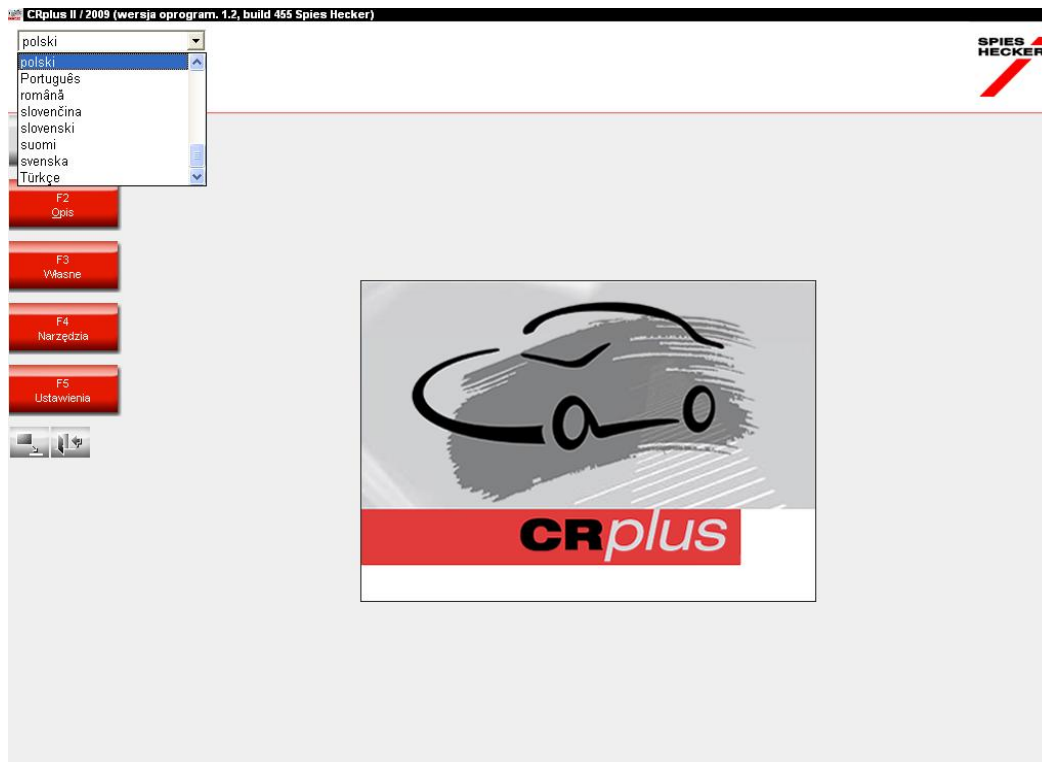 CRplus II / 2009 (wersja oprogram. 1.2, build 455 Spies Hecker)
polski
SPIES
HECKER
polski
Português
română
slovenčina
slovenski
suomi
svenska
Türkçe
F2
Opis
F3
Własne
F4
Narzędzia
F5
Ustawienia
CRplus